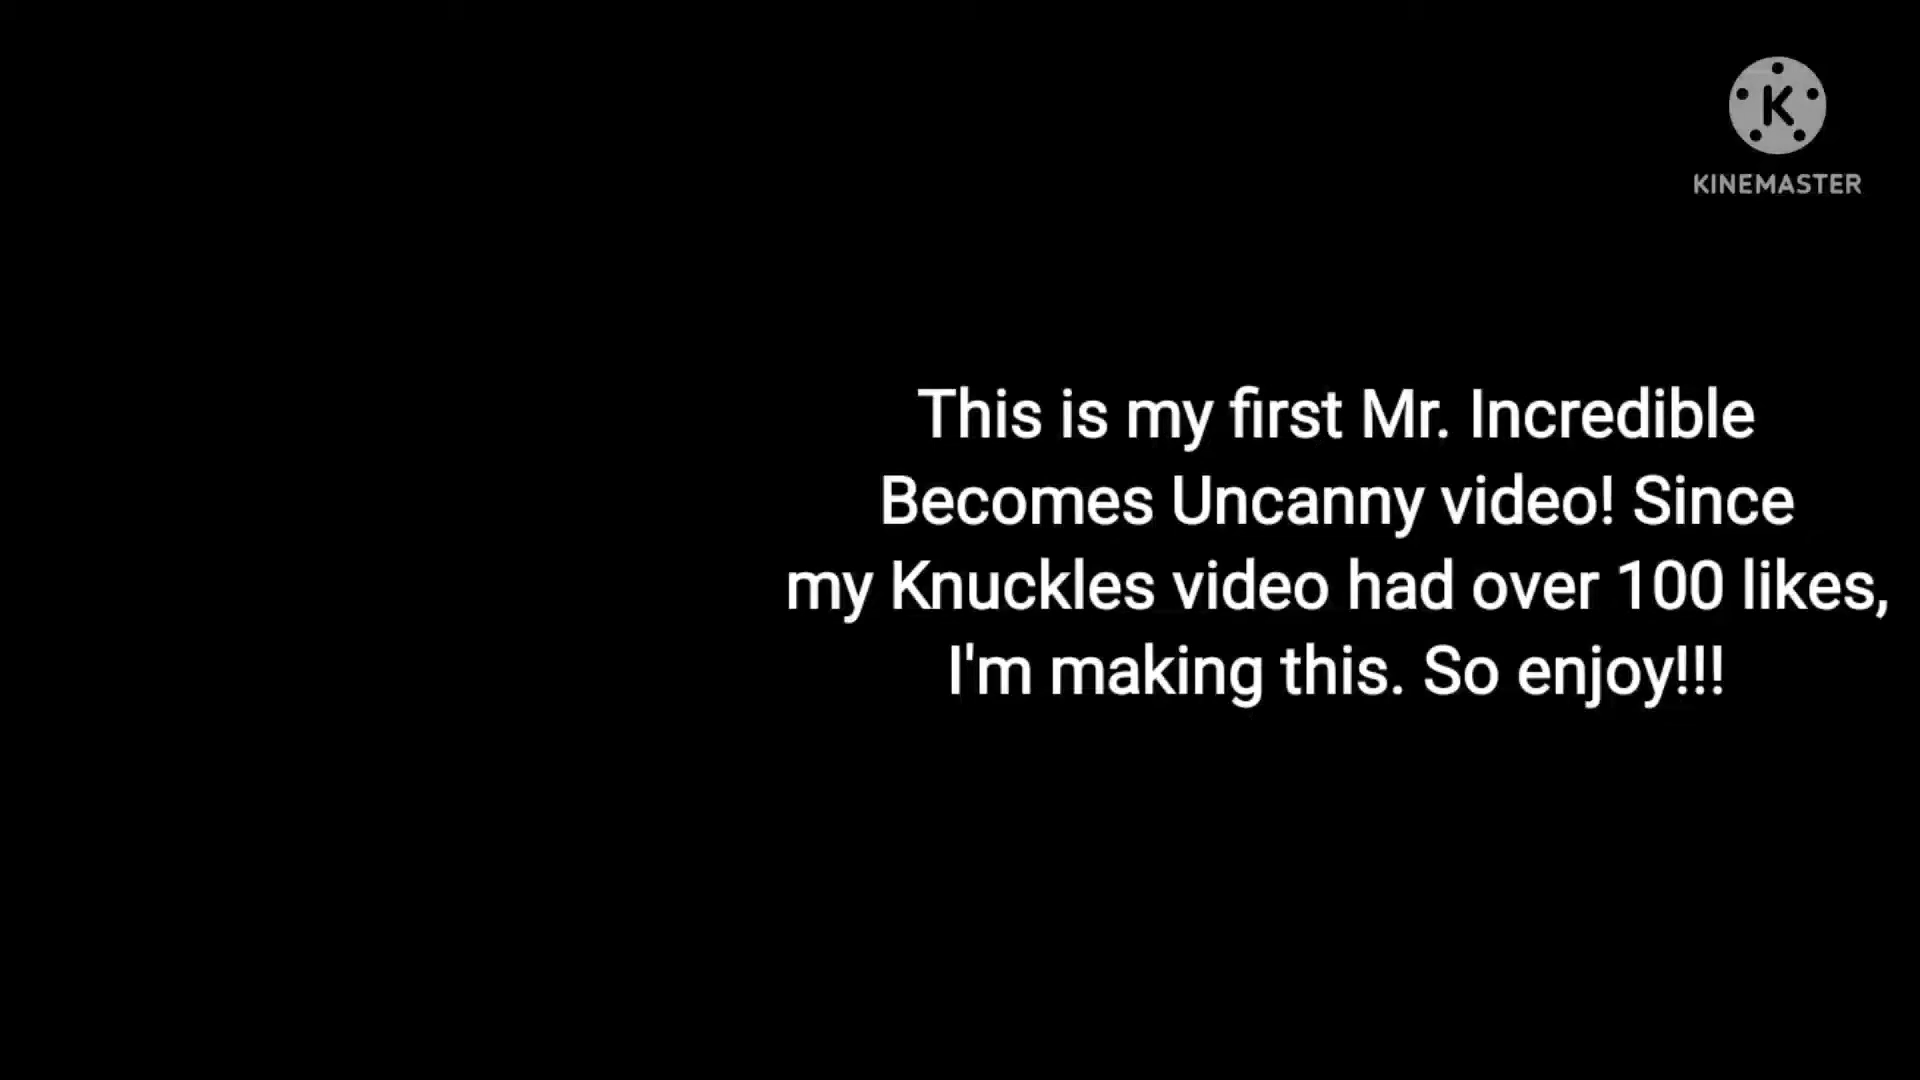 K
KINEMASTER
This is my first Mr. Incredible
Becomes Uncanny video! Since
my Knuckles video had over 100 likes,
I'm making this. So enjoy!!!